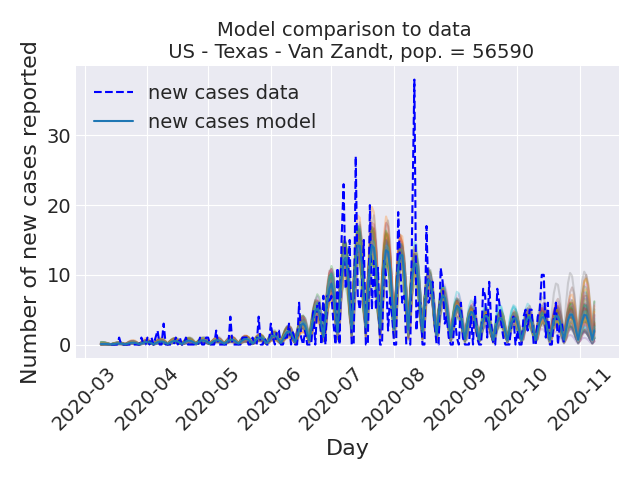 Model comparison to data
US - Texas - Van Zandt, pop. = 56590
Number of new cases reported
new cases data
new cases model
30
20
10
0
2020-03
2020-04
2020-05
2020-06
2020-07
2020-08
2020-09
2020-10
2020-11
Day